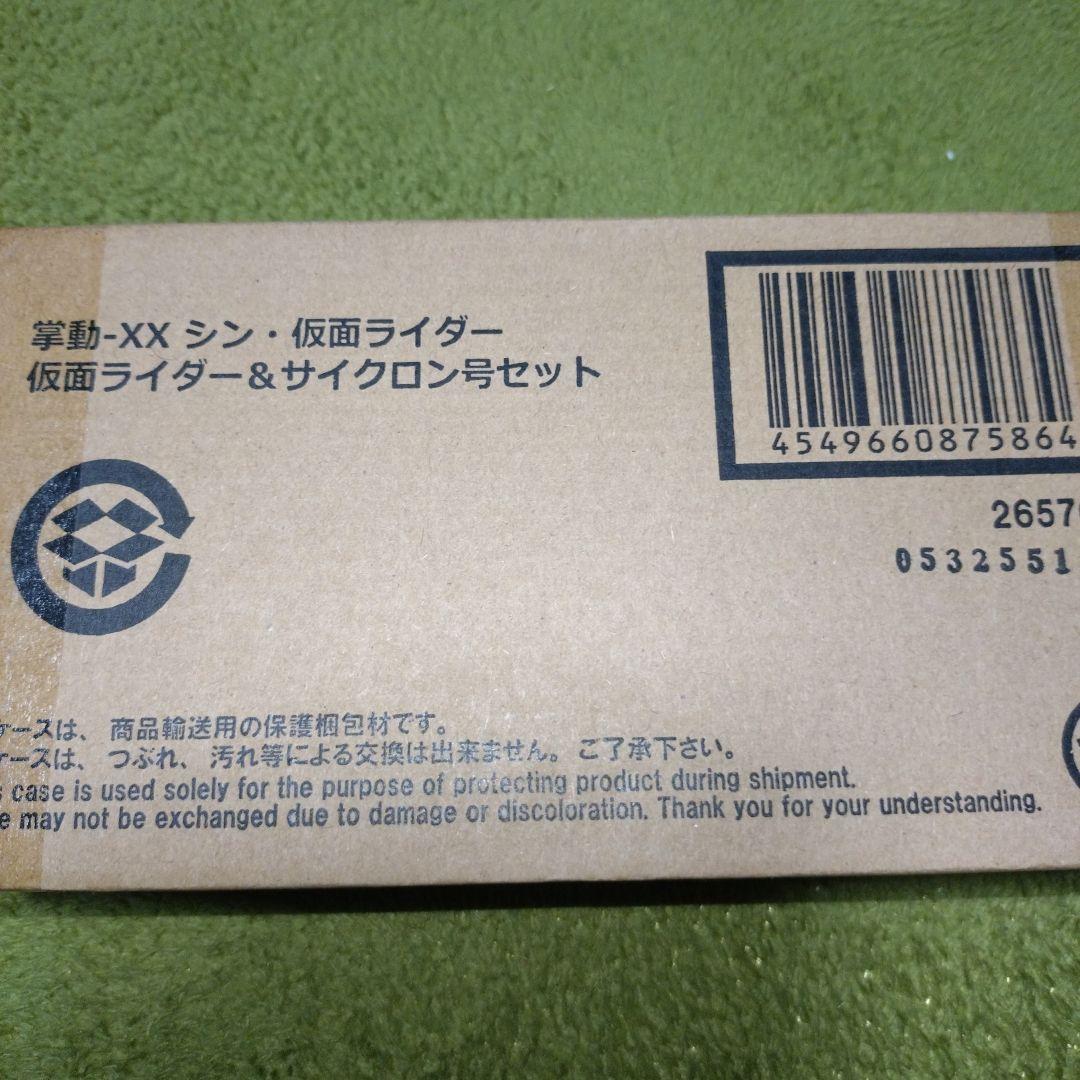 掌動-XX シン・仮面ライダー
仮面ライダー＆サイクロン号セット
4549660875864
2657
0532551
ケースは、商品輸送用の保護梱包材です。
ケースは、つぶれ、汚れ等による交換は出来ません。ご了承下さい。
case is used solely for the purpose of protecting product during shipment.
may not be exchanged due to damage or discoloration. Thank you for your understanding.